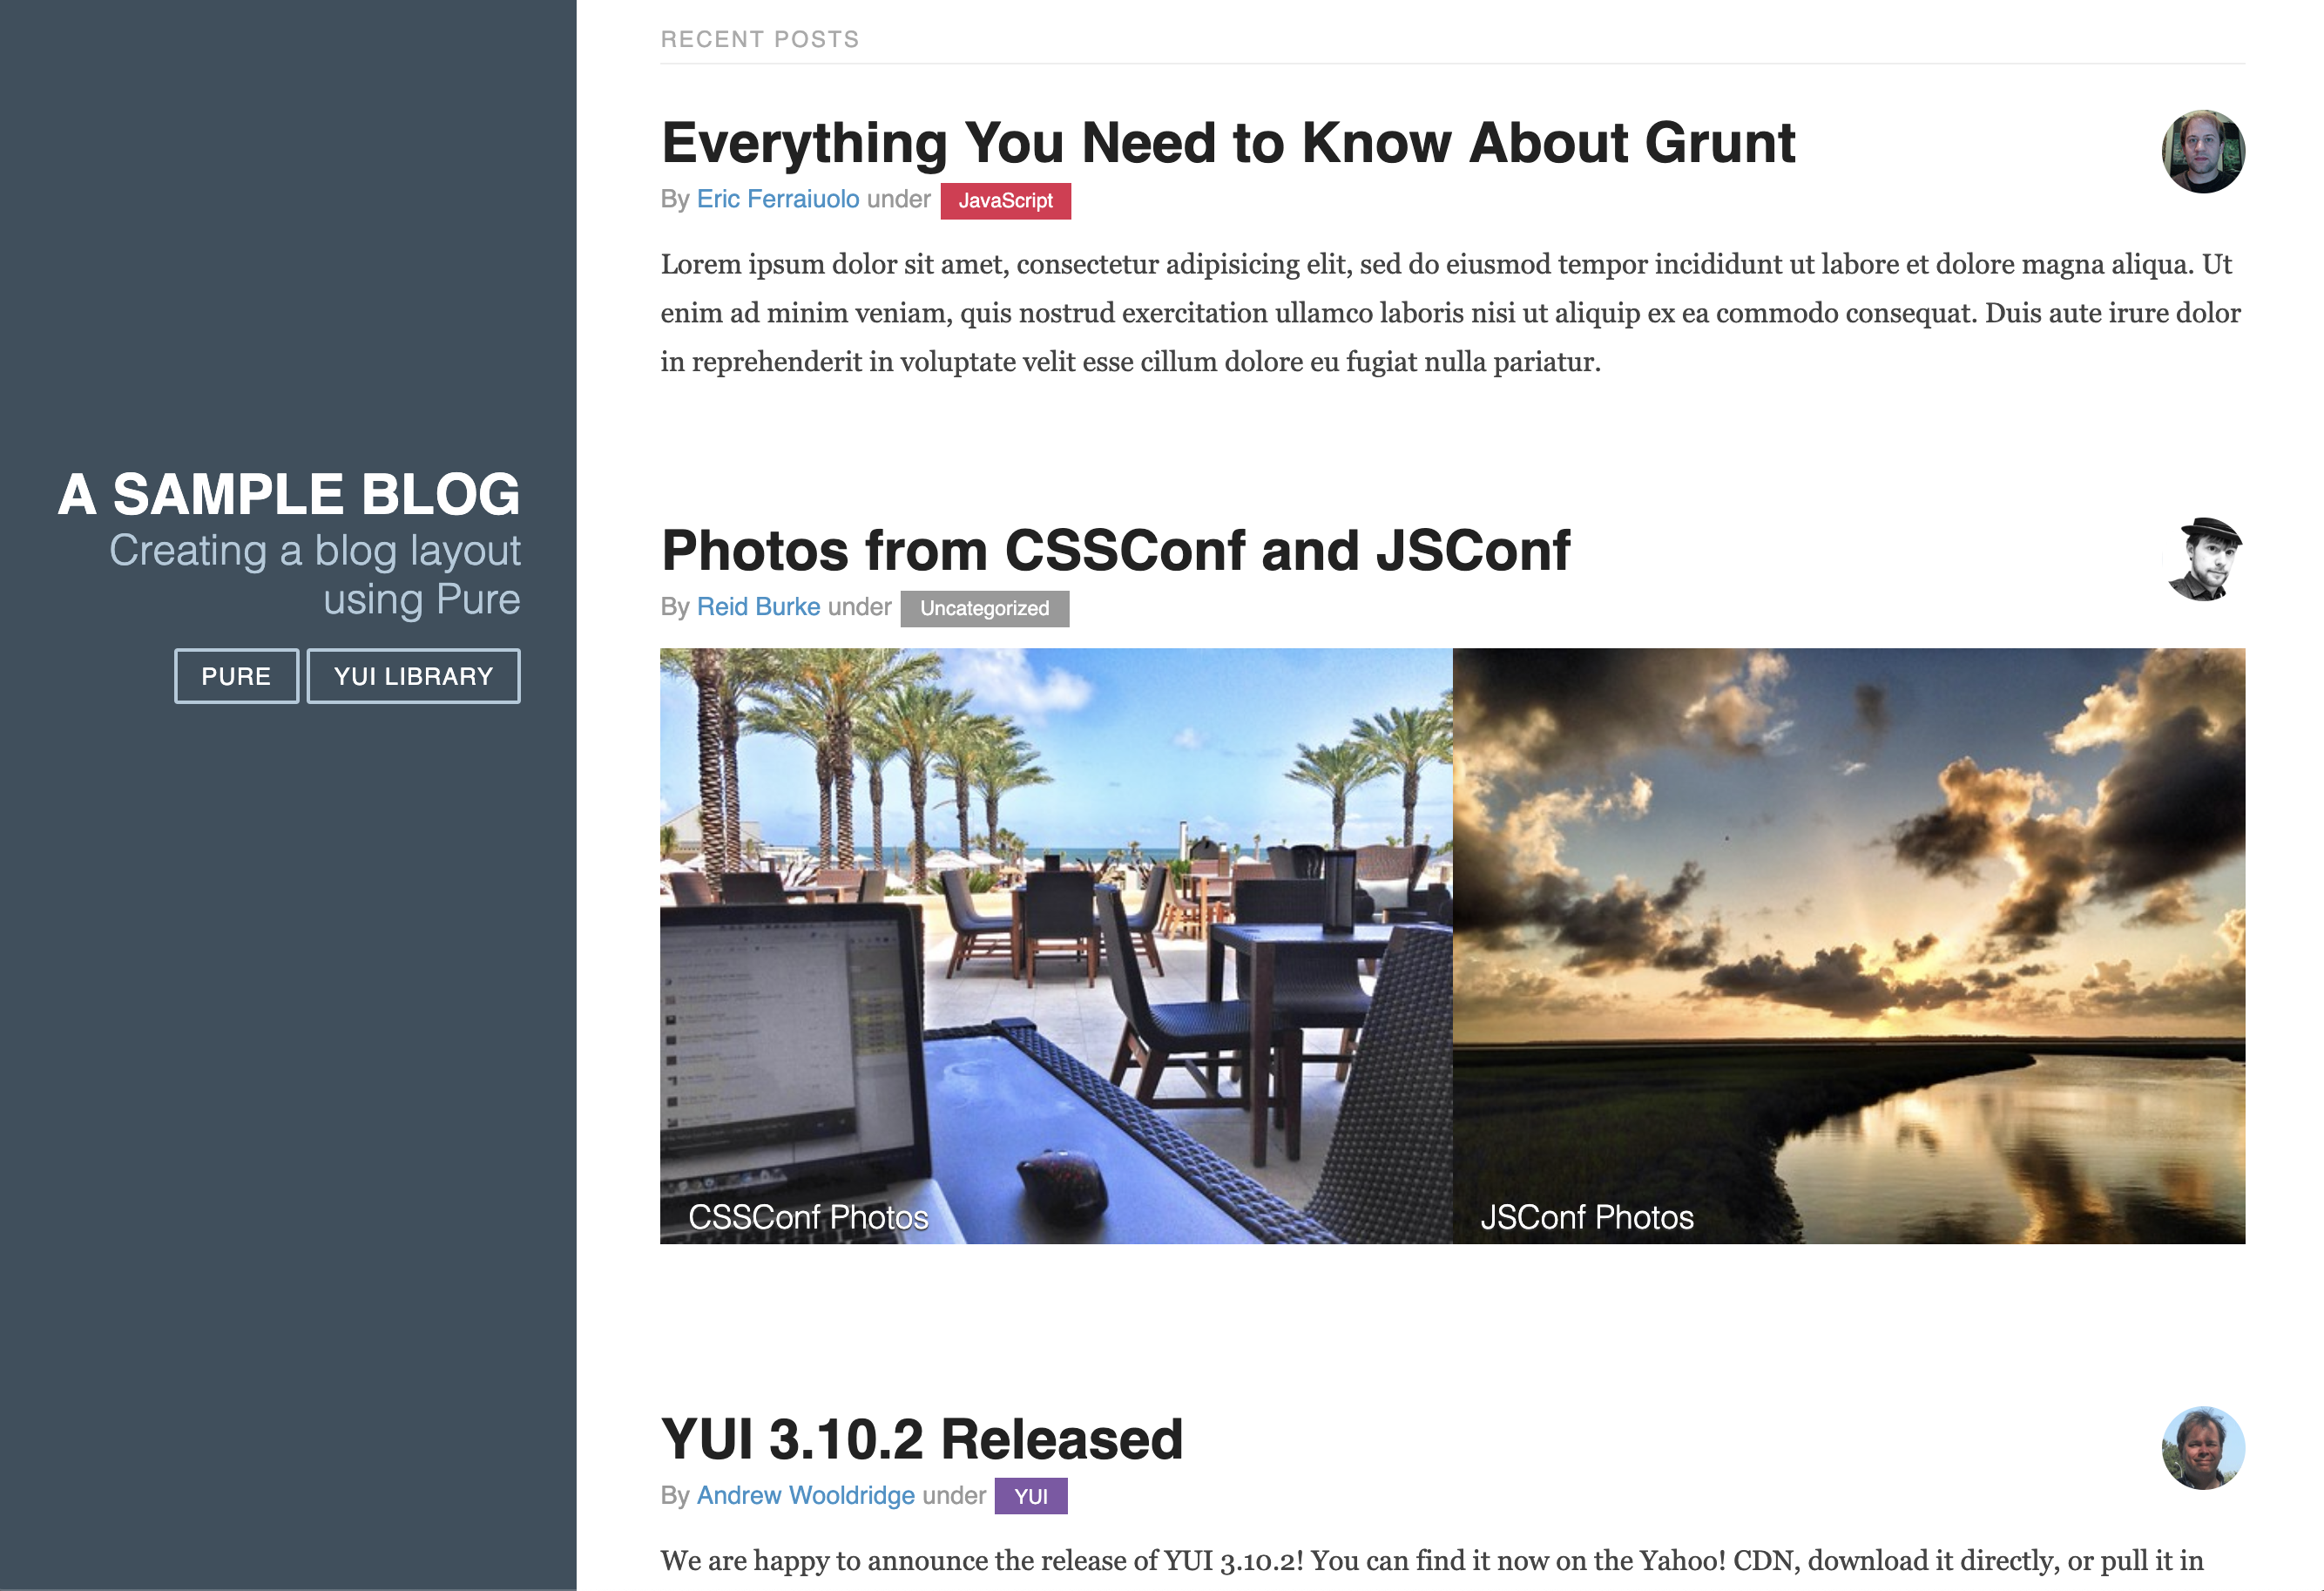 A SAMPLE BLOG
Creating a blog layout
using Pure
PURE
YUI LIBRARY
RECENT POSTS
Everything You Need to Know About Grunt
By Eric Ferraiuolo under JavaScript
Lorem ipsum dolor sit amet, consectetur adipisicing elit, sed do eiusmod tempor incididunt ut labore et dolore magna aliqua. Ut
enim ad minim veniam, quis nostrud exercitation ullamco laboris nisi ut aliquip ex ea commodo consequat. Duis aute irure dolor
in reprehenderit in voluptate velit esse cillum dolore eu fugiat nulla pariatur.
Photos from CSSConf and JSConf
By Reid Burke under Uncategorized
CSSConf Photos
JSConf Photos
YUI 3.10.2 Released
By Andrew Wooldridge under YUI
We are happy to announce the release of YUI 3.10.2! You can find it now on the Yahoo! CDN, download it directly, or pull it in